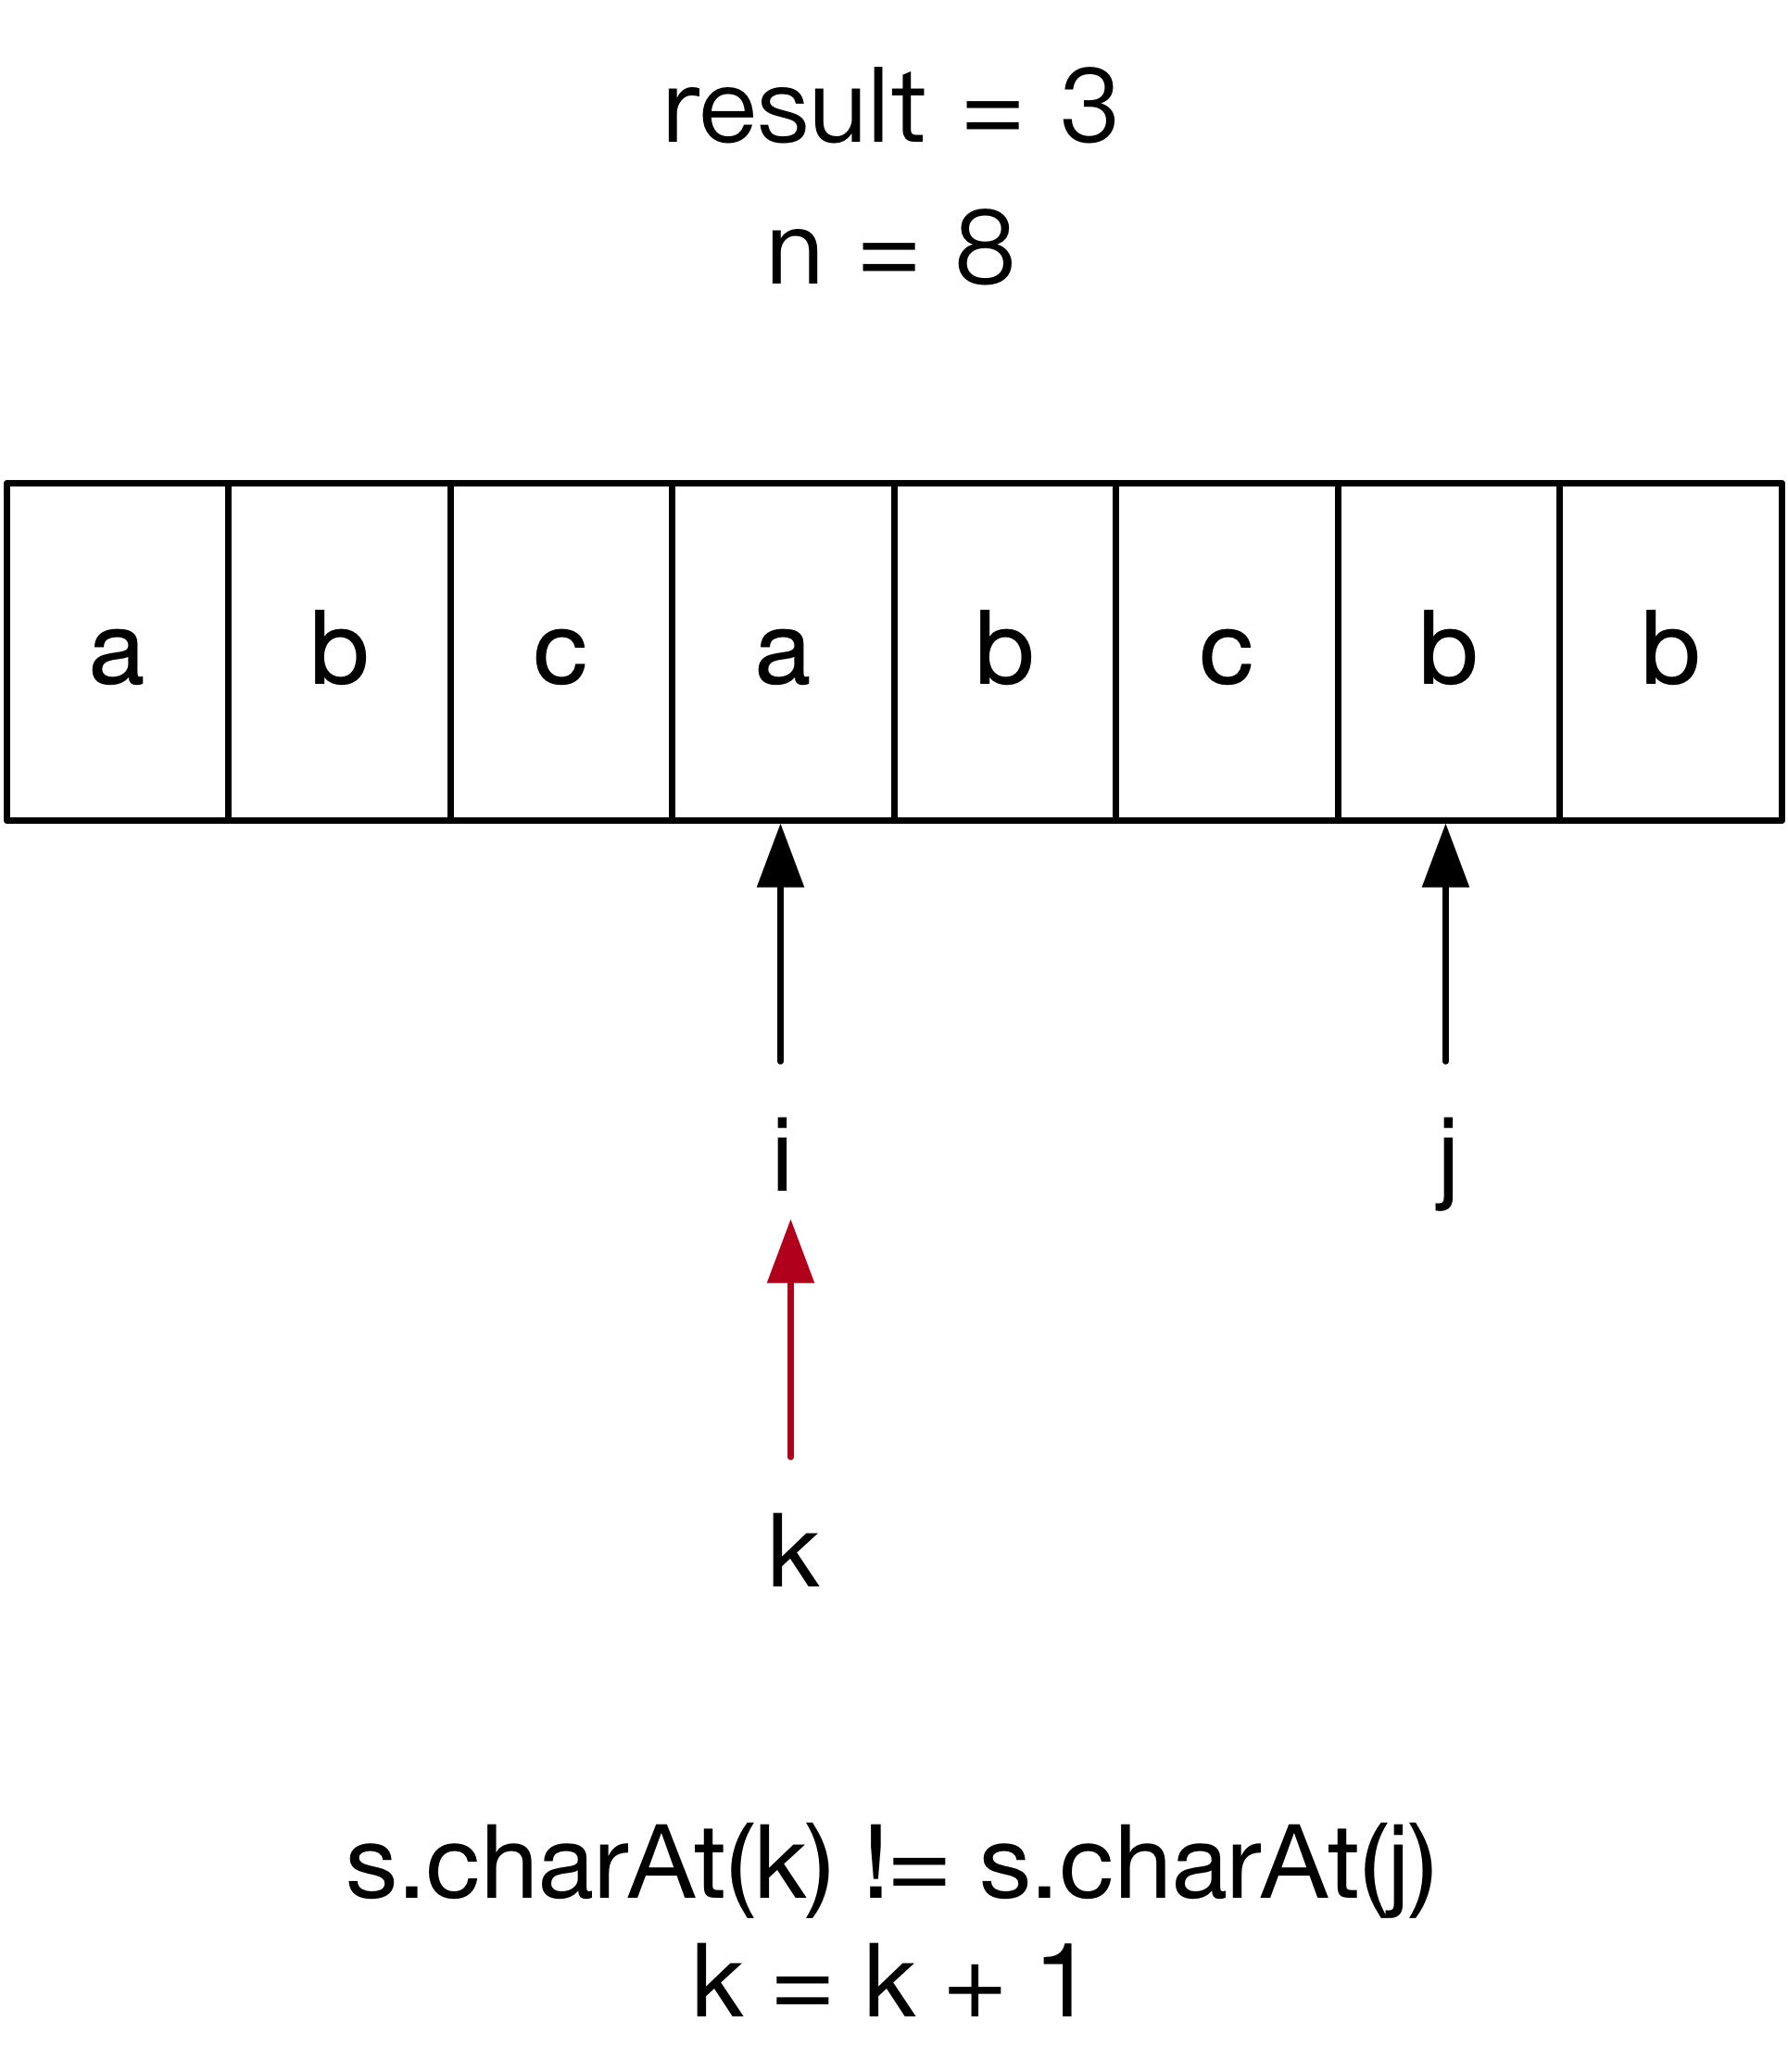 result = 3
n = 8
a b c a b c b b
i j
k
s.charAt(k) != s.charAt(j)
k = k + 1